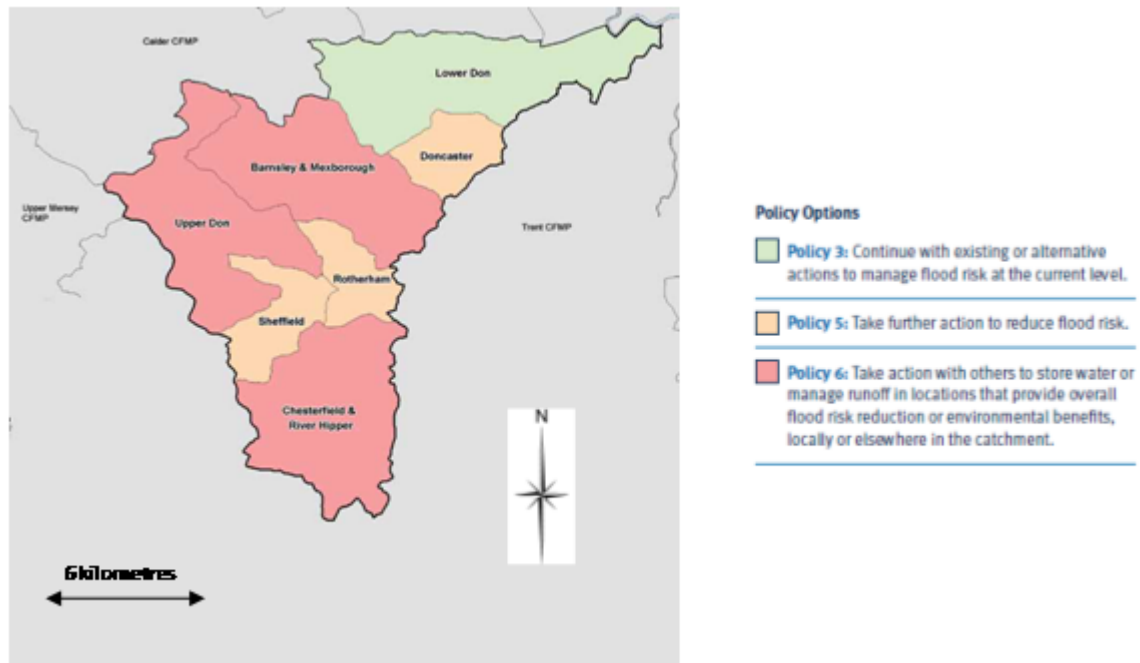 Calder CFMP
Lower Don
Doncaster
Barnsley & Mexborough
Upper Mersey
CFMP
Upper Don
Trent CFMP
Rotherham
Sheffield
Chesterfield &
River Hipper
N
6 kilometres
Policy Options
Policy 3: Continue with existing or alternative
actions to manage flood risk at the current level.
Policy 5: Take further action to reduce flood risk.
Policy 6: Take action with others to store water or
manage runoff in locations that provide overall
flood risk reduction or environmental benefits,
locally or elsewhere in the catchment.